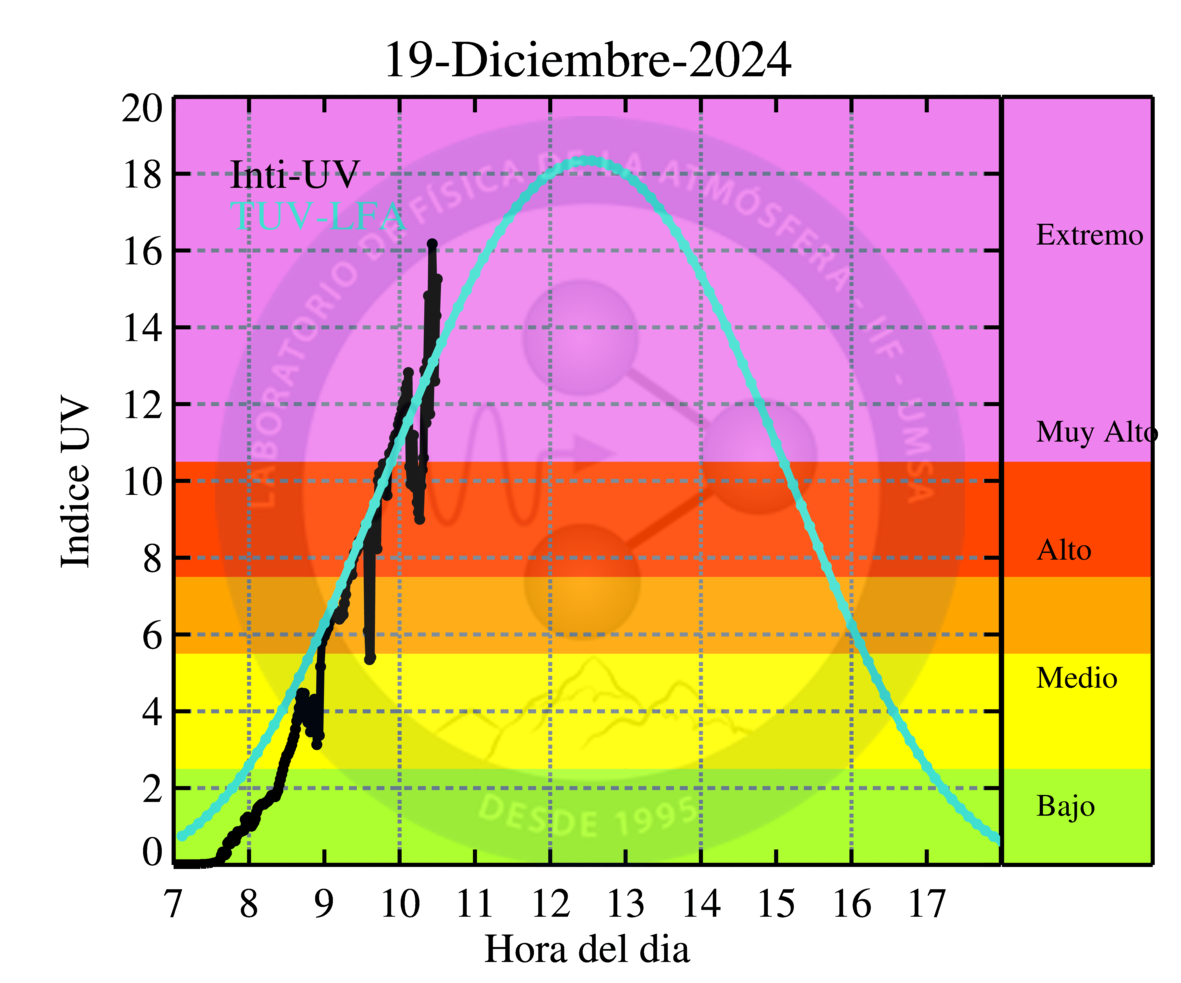 19-Diciembre-2024
Inti-UV
TUV-LFA
Indice UV
20
18
16
14
12
10
8
6
4
2
0
7 8 9 10 11 12 13 14 15 16 17
Hora del dia
Extremo
Muy Alto
Alto
Medio
Bajo
LABORATORIO DE FÍSICA DE LA ATMÓSFERA - IIF - UMSA
DESDE 1995